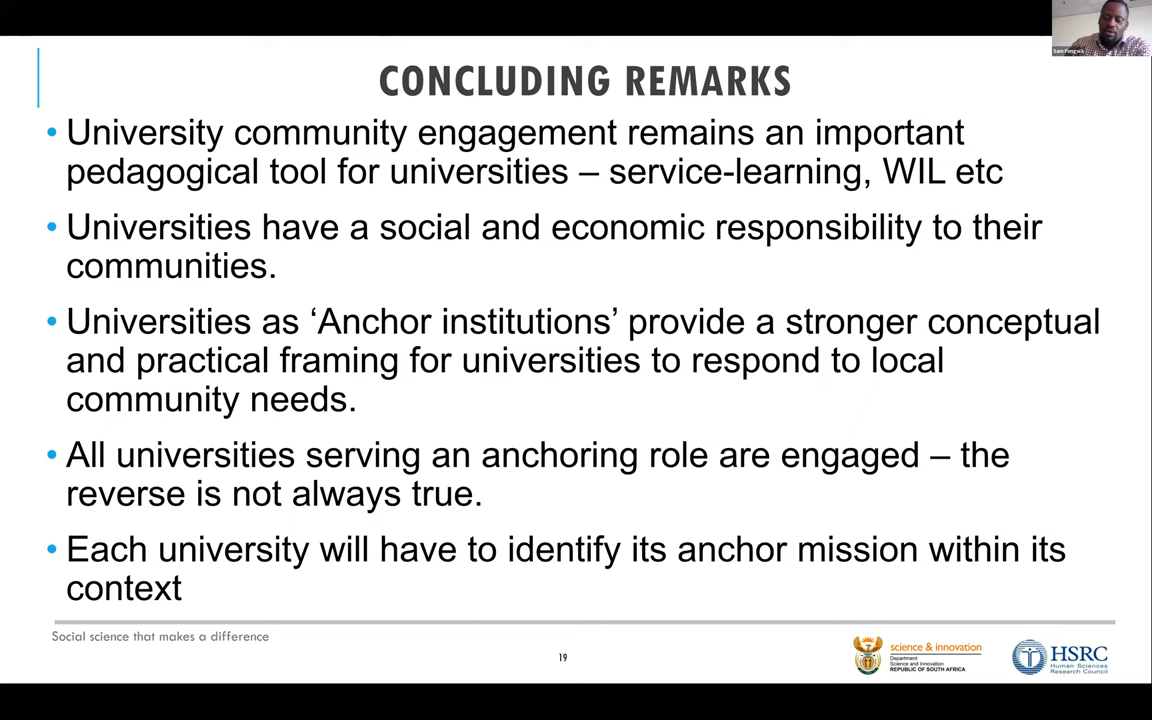 Sam Fongwa
CONCLUDING REMARKS
• University community engagement remains an important
pedagogical tool for universities – service-learning, WIL etc
• Universities have a social and economic responsibility to their
communities.
• Universities as ‘Anchor institutions’ provide a stronger conceptual
and practical framing for universities to respond to local
community needs.
• All universities serving an anchoring role are engaged – the
reverse is not always true.
• Each university will have to identify its anchor mission within its
context
Social science that makes a difference
19
science & innovation
Department:
Science and Innovation
REPUBLIC OF SOUTH AFRICA
HSRC
Human Sciences
Research Council